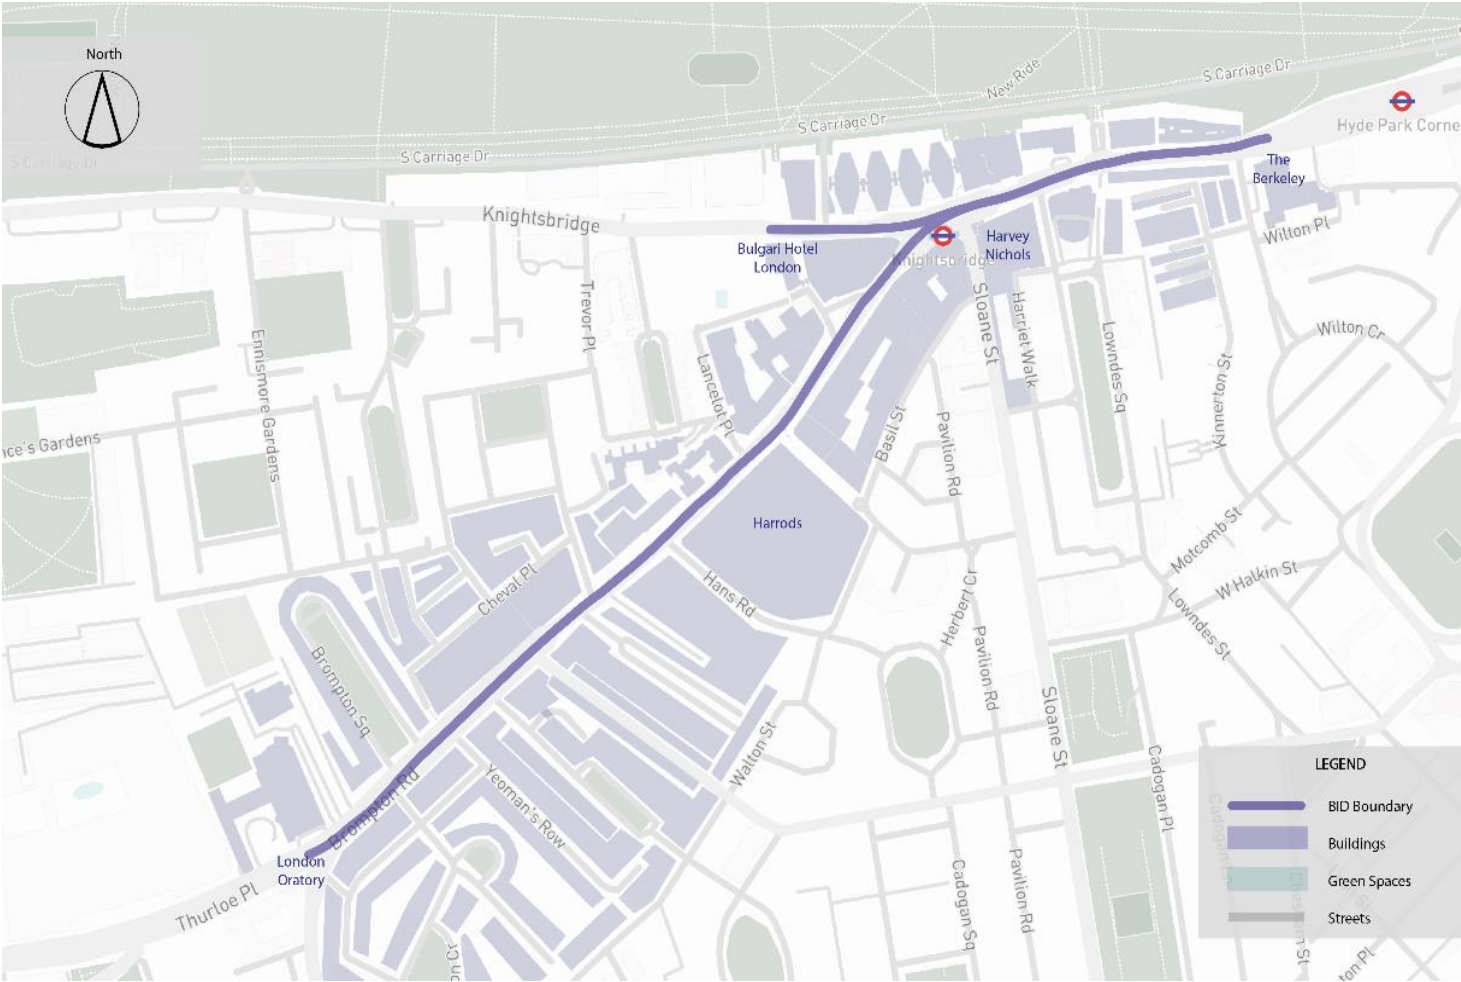 North
S Carriage Dr
New Ride
S Carriage Dr
S Carriage Dr
S Carriage Dr
Hyde Park Corne
The
Berkeley
Knightsbridge
Bulgari Hotel
London
Knightsbridge
Harvey
Nichols
Wilton Pl
Trevor Pl
Sloane St
Harriet Walk
Wilton Cr
Ennismore Gardens
Lancelot Pl
Lowndes Sq
Kinnerton St
nce's Gardens
Basil St
Pavilion Rd
Harrods
Motcomb St
W Halkin St
Cheval Pl
Hans Rd
Herbert Cr
Lowndes St
Pavilion Rd
Brompton Sq
Sloane St
Walton St
Cadogan Pl
Brompton Rd
Yeoman's Row
London
Oratory
Thurloe Pl
Cadogan Sq
Pavilion Rd
LEGEND
BID Boundary
Buildings
Green Spaces
Streets
ton Pl